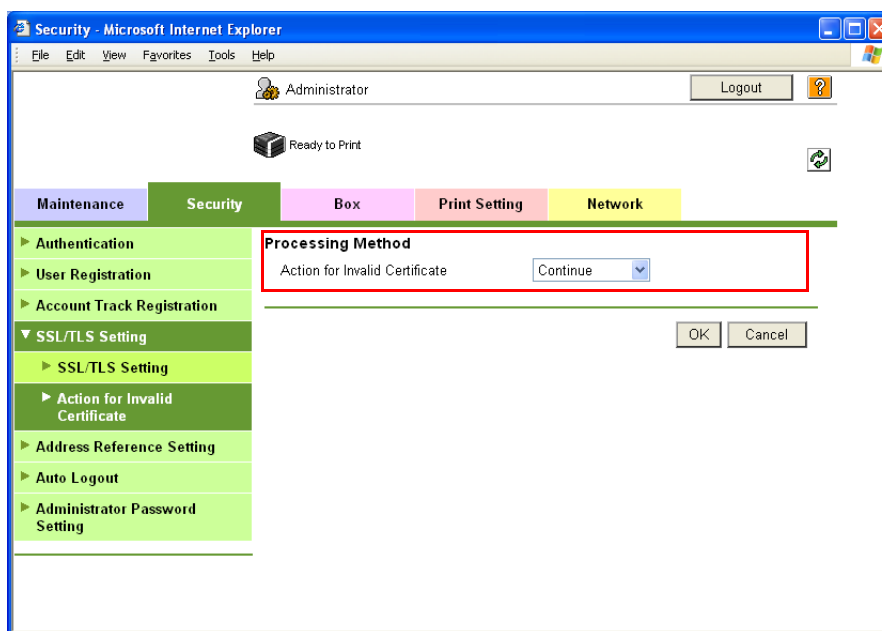 Security - Microsoft Internet Explorer
File Edit View Favorites Tools Help
Administrator
Logout
?
Ready to Print
Maintenance Security Box Print Setting Network
Authentication
User Registration
Account Track Registration
SSL/TLS Setting
SSL/TLS Setting
Action for Invalid
Certificate
Address Reference Setting
Auto Logout
Administrator Password
Setting
Processing Method
Action for Invalid Certificate Continue
OK Cancel